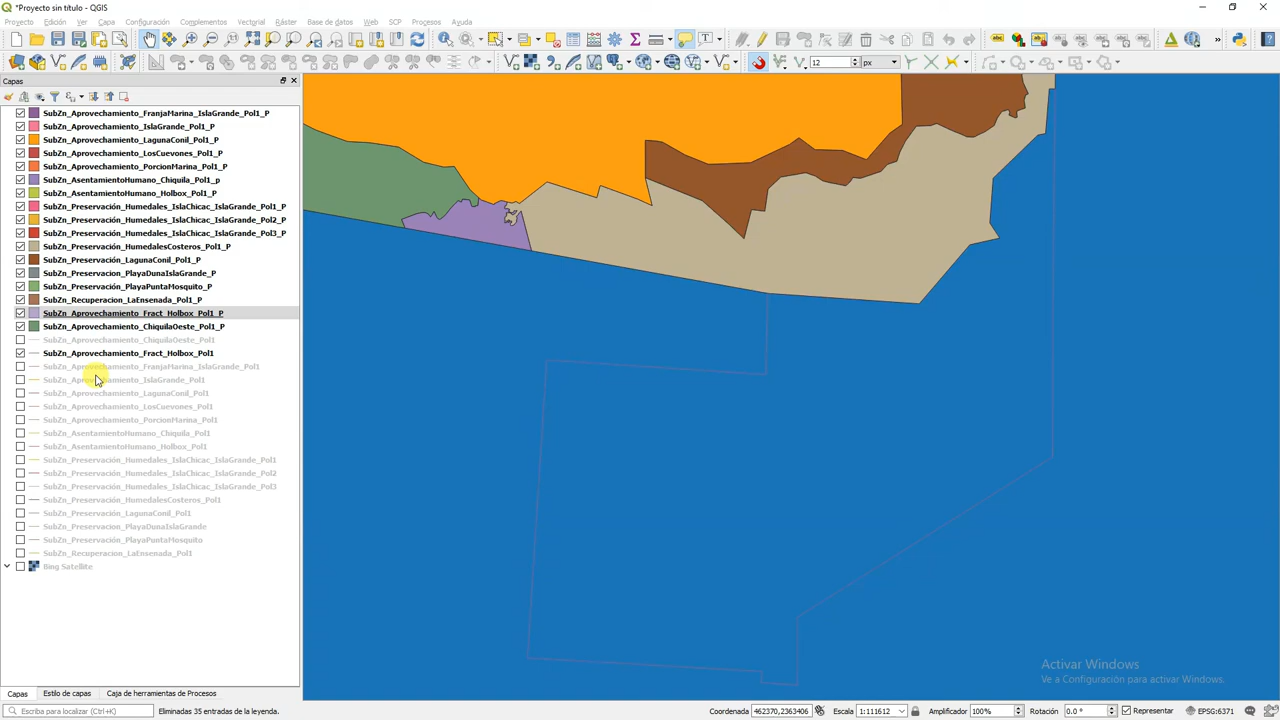 *Proyecto sin título - QGIS
Proyecto Edición Ver Capa Configuración Complementos Vectorial Ráster Base de datos Web SCP Procesos Ayuda
12 px
Capas
SubZn_Aprovechamiento_FranjaMarina_IslaGrande_Pol1_P
SubZn_Aprovechamiento_IslaGrande_Pol1_P
SubZn_Aprovechamiento_LagunaConil_Pol1_P
SubZn_Aprovechamiento_LosCuevones_Pol1_P
SubZn_Aprovechamiento_PorcionMarina_Pol1_P
SubZn_AsentamientoHumano_Chiquila_Pol1_p
SubZn_AsentamientoHumano_Holbox_Pol1_P
SubZn_Preservación_Humedales_IslaChicac_IslaGrande_Pol1_P
SubZn_Preservación_Humedales_IslaChicac_IslaGrande_Pol2_P
SubZn_Preservación_Humedales_IslaChicac_IslaGrande_Pol3_P
SubZn_Preservación_HumedalesCosteros_Pol1_P
SubZn_Preservación_LagunaConil_Pol1_P
SubZn_Preservacion_PlayaDunaIslaGrande_P
SubZn_Preservación_PlayaPuntaMosquito_P
SubZn_Recuperacion_LaEnsenada_Pol1_P
SubZn_Aprovechamiento_Fract_Holbox_Pol1_P
SubZn_Aprovechamiento_ChiquilaOeste_Pol1_P
SubZn_Aprovechamiento_ChiquilaOeste_Pol1
SubZn_Aprovechamiento_Fract_Holbox_Pol1
SubZn_Aprovechamiento_FranjaMarina_IslaGrande_Pol1
SubZn_Aprovechamiento_IslaGrande_Pol1
SubZn_Aprovechamiento_LagunaConil_Pol1
SubZn_Aprovechamiento_LosCuevones_Pol1
SubZn_Aprovechamiento_PorcionMarina_Pol1
SubZn_AsentamientoHumano_Chiquila_Pol1
SubZn_AsentamientoHumano_Holbox_Pol1
SubZn_Preservación_Humedales_IslaChicac_IslaGrande_Pol1
SubZn_Preservación_Humedales_IslaChicac_IslaGrande_Pol2
SubZn_Preservación_Humedales_IslaChicac_IslaGrande_Pol3
SubZn_Preservación_HumedalesCosteros_Pol1
SubZn_Preservación_LagunaConil_Pol1
SubZn_Preservacion_PlayaDunaIslaGrande
SubZn_Preservación_PlayaPuntaMosquito
SubZn_Recuperacion_LaEnsenada_Pol1
Bing Satellite
Activar Windows
Ve a Configuración para activar Windows.
Capas Estilo de capas Caja de herramientas de Procesos
Escriba para localizar (Ctrl+K) Eliminadas 35 entradas de la leyenda. Coordenada 462370,2363406 Escala 1:111612 Amplificador 100% Rotación 0.0 ° Representar EPSG:6371